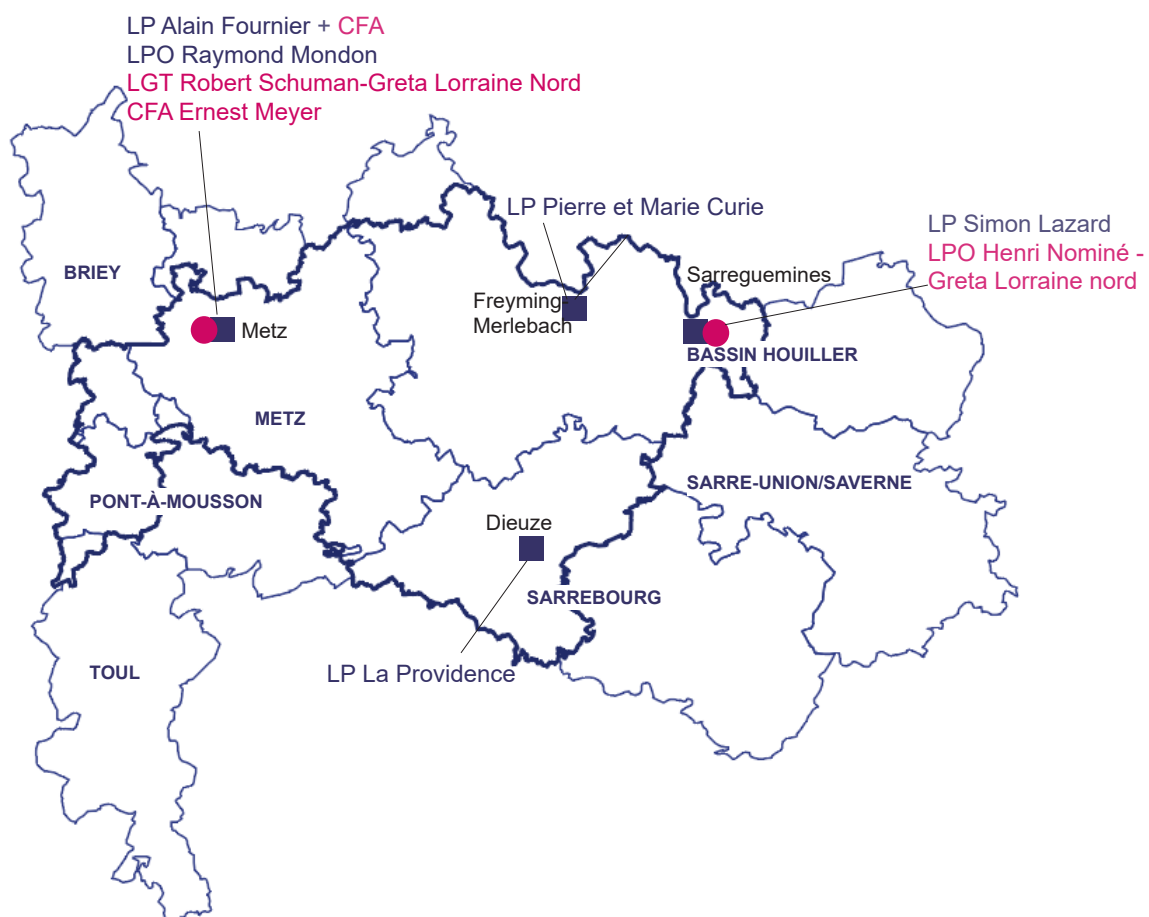 LP Alain Fournier + CFA
LPO Raymond Mondon
LGT Robert Schuman-Greta Lorraine Nord
CFA Ernest Meyer
LP Pierre et Marie Curie
LP Simon Lazard
LPO Henri Nominé -
Greta Lorraine nord
BRIEY
Sarreguemines
Freyming-
Merlebach
Metz
BASSIN HOUILLER
METZ
SARRE-UNION/SAVERNE
PONT-À-MOUSSON
Dieuze
SARREBOURG
TOUL
LP La Providence